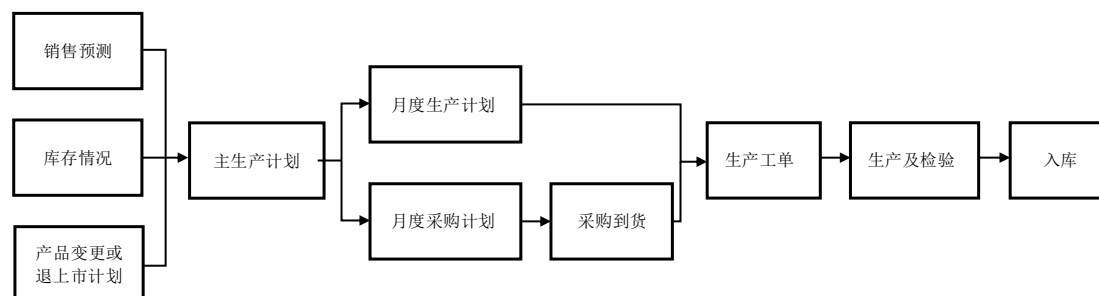 销售预测
库存情况
产品变更或
退上市计划
主生产计划
月度生产计划
月度采购计划
采购到货
生产工单
生产及检验
入库